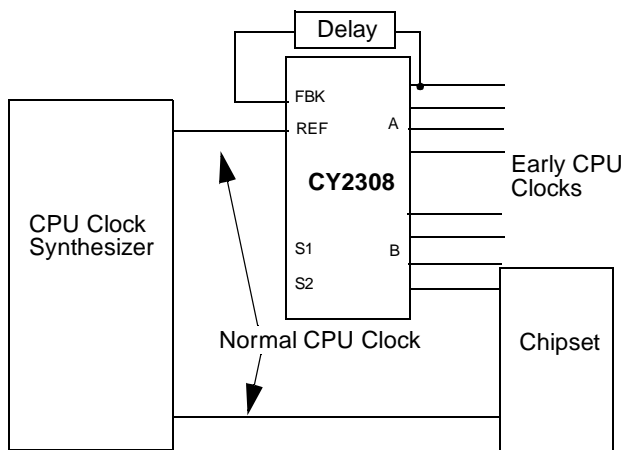 Delay
FBK
REF
A
CY2308
Early CPU
Clocks
CPU Clock
Synthesizer
S1
B
S2
Normal CPU Clock
Chipset